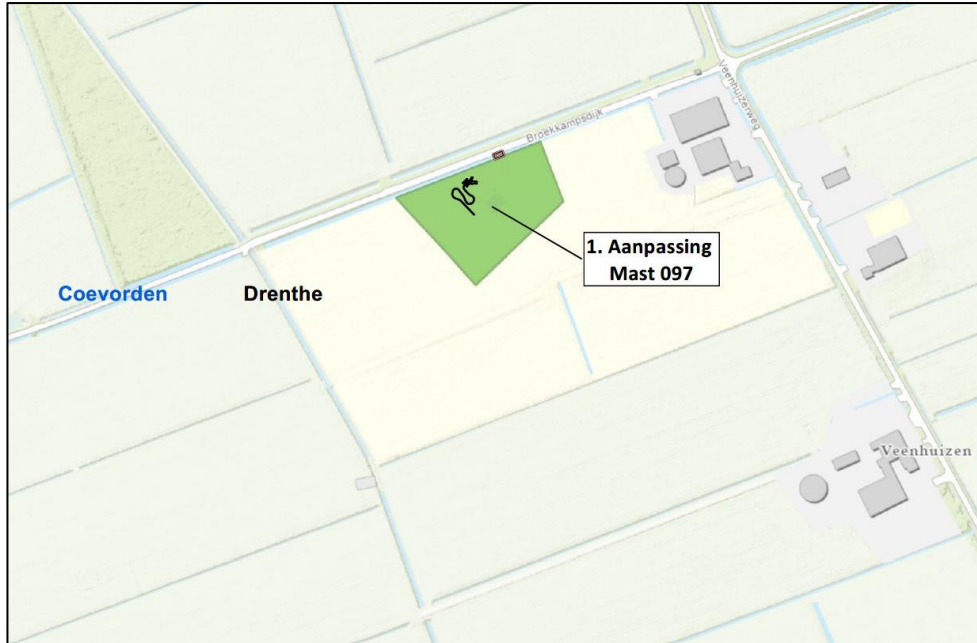 Broekkampsdijk
Veenhuizerweg
1. Aanpassing
Mast 097
Coevorden
Drenthe
Veenhuizen